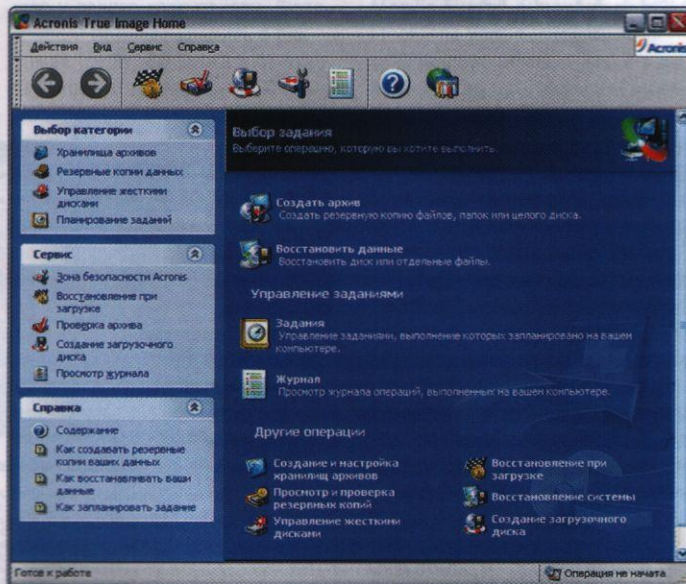 Acronis True Image Home
Действия Вид Сервис Справка
Acronis
Выбор категории
Хранилища архивов
Резервные копии данных
Управление жесткими
дисками
Планирование заданий
Сервис
Зона безопасности Acronis
Восстановление при
загрузке
Проверка архива
Создание загрузочного
диска
Просмотр журнала
Справка
Содержание
Как создавать резервные
копии ваших данных
Как восстанавливать ваши
данные
Как запланировать задание
Выбор задания
Выберите операцию, которую вы хотите выполнить.
Создать архив
Создать резервную копию файлов, папок или целого диска.
Восстановить данные
Восстановить диск или отдельные файлы.
Управление заданиями
Задания
Управление заданиями, выполнение которых запланировано на вашем
компьютере.
Журнал
Просмотр журнала операций, выполненных на вашем компьютере.
Другие операции
Создание и настройка
хранилищ архивов
Просмотр и проверка
резервных копий
Управление жесткими
дисками
Восстановление при
загрузке
Восстановление системы
Создание загрузочного
диска
Готов к работе
Операция не начата